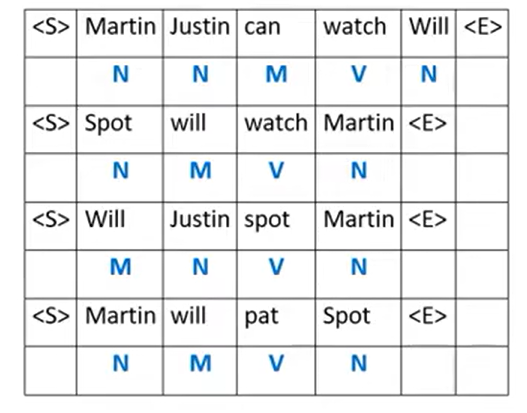 <S> Martin Justin can watch Will <E>
N N M V N
<S> Spot will watch Martin <E>
N M V N
<S> Will Justin spot Martin <E>
M N V N
<S> Martin will pat Spot <E>
N M V N